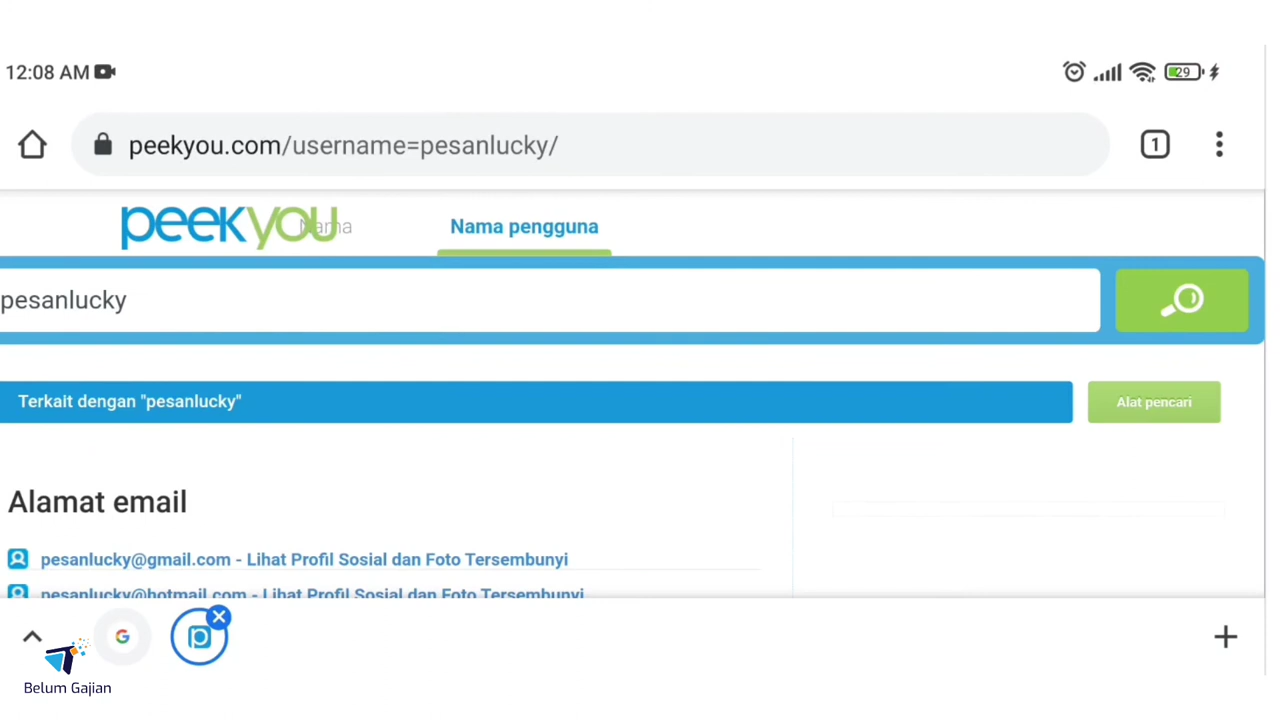 12:08 AM
29
peekyou.com/username=pesanlucky/
1
peekyou
Nama
Nama pengguna
pesanlucky
Terkait dengan "pesanlucky"
Alat pencari
Alamat email
pesanlucky@gmail.com - Lihat Profil Sosial dan Foto Tersembunyi
pesanlucky@hotmail.com - Lihat Profil Sosial dan Foto Tersembunyi
Belum Gajian